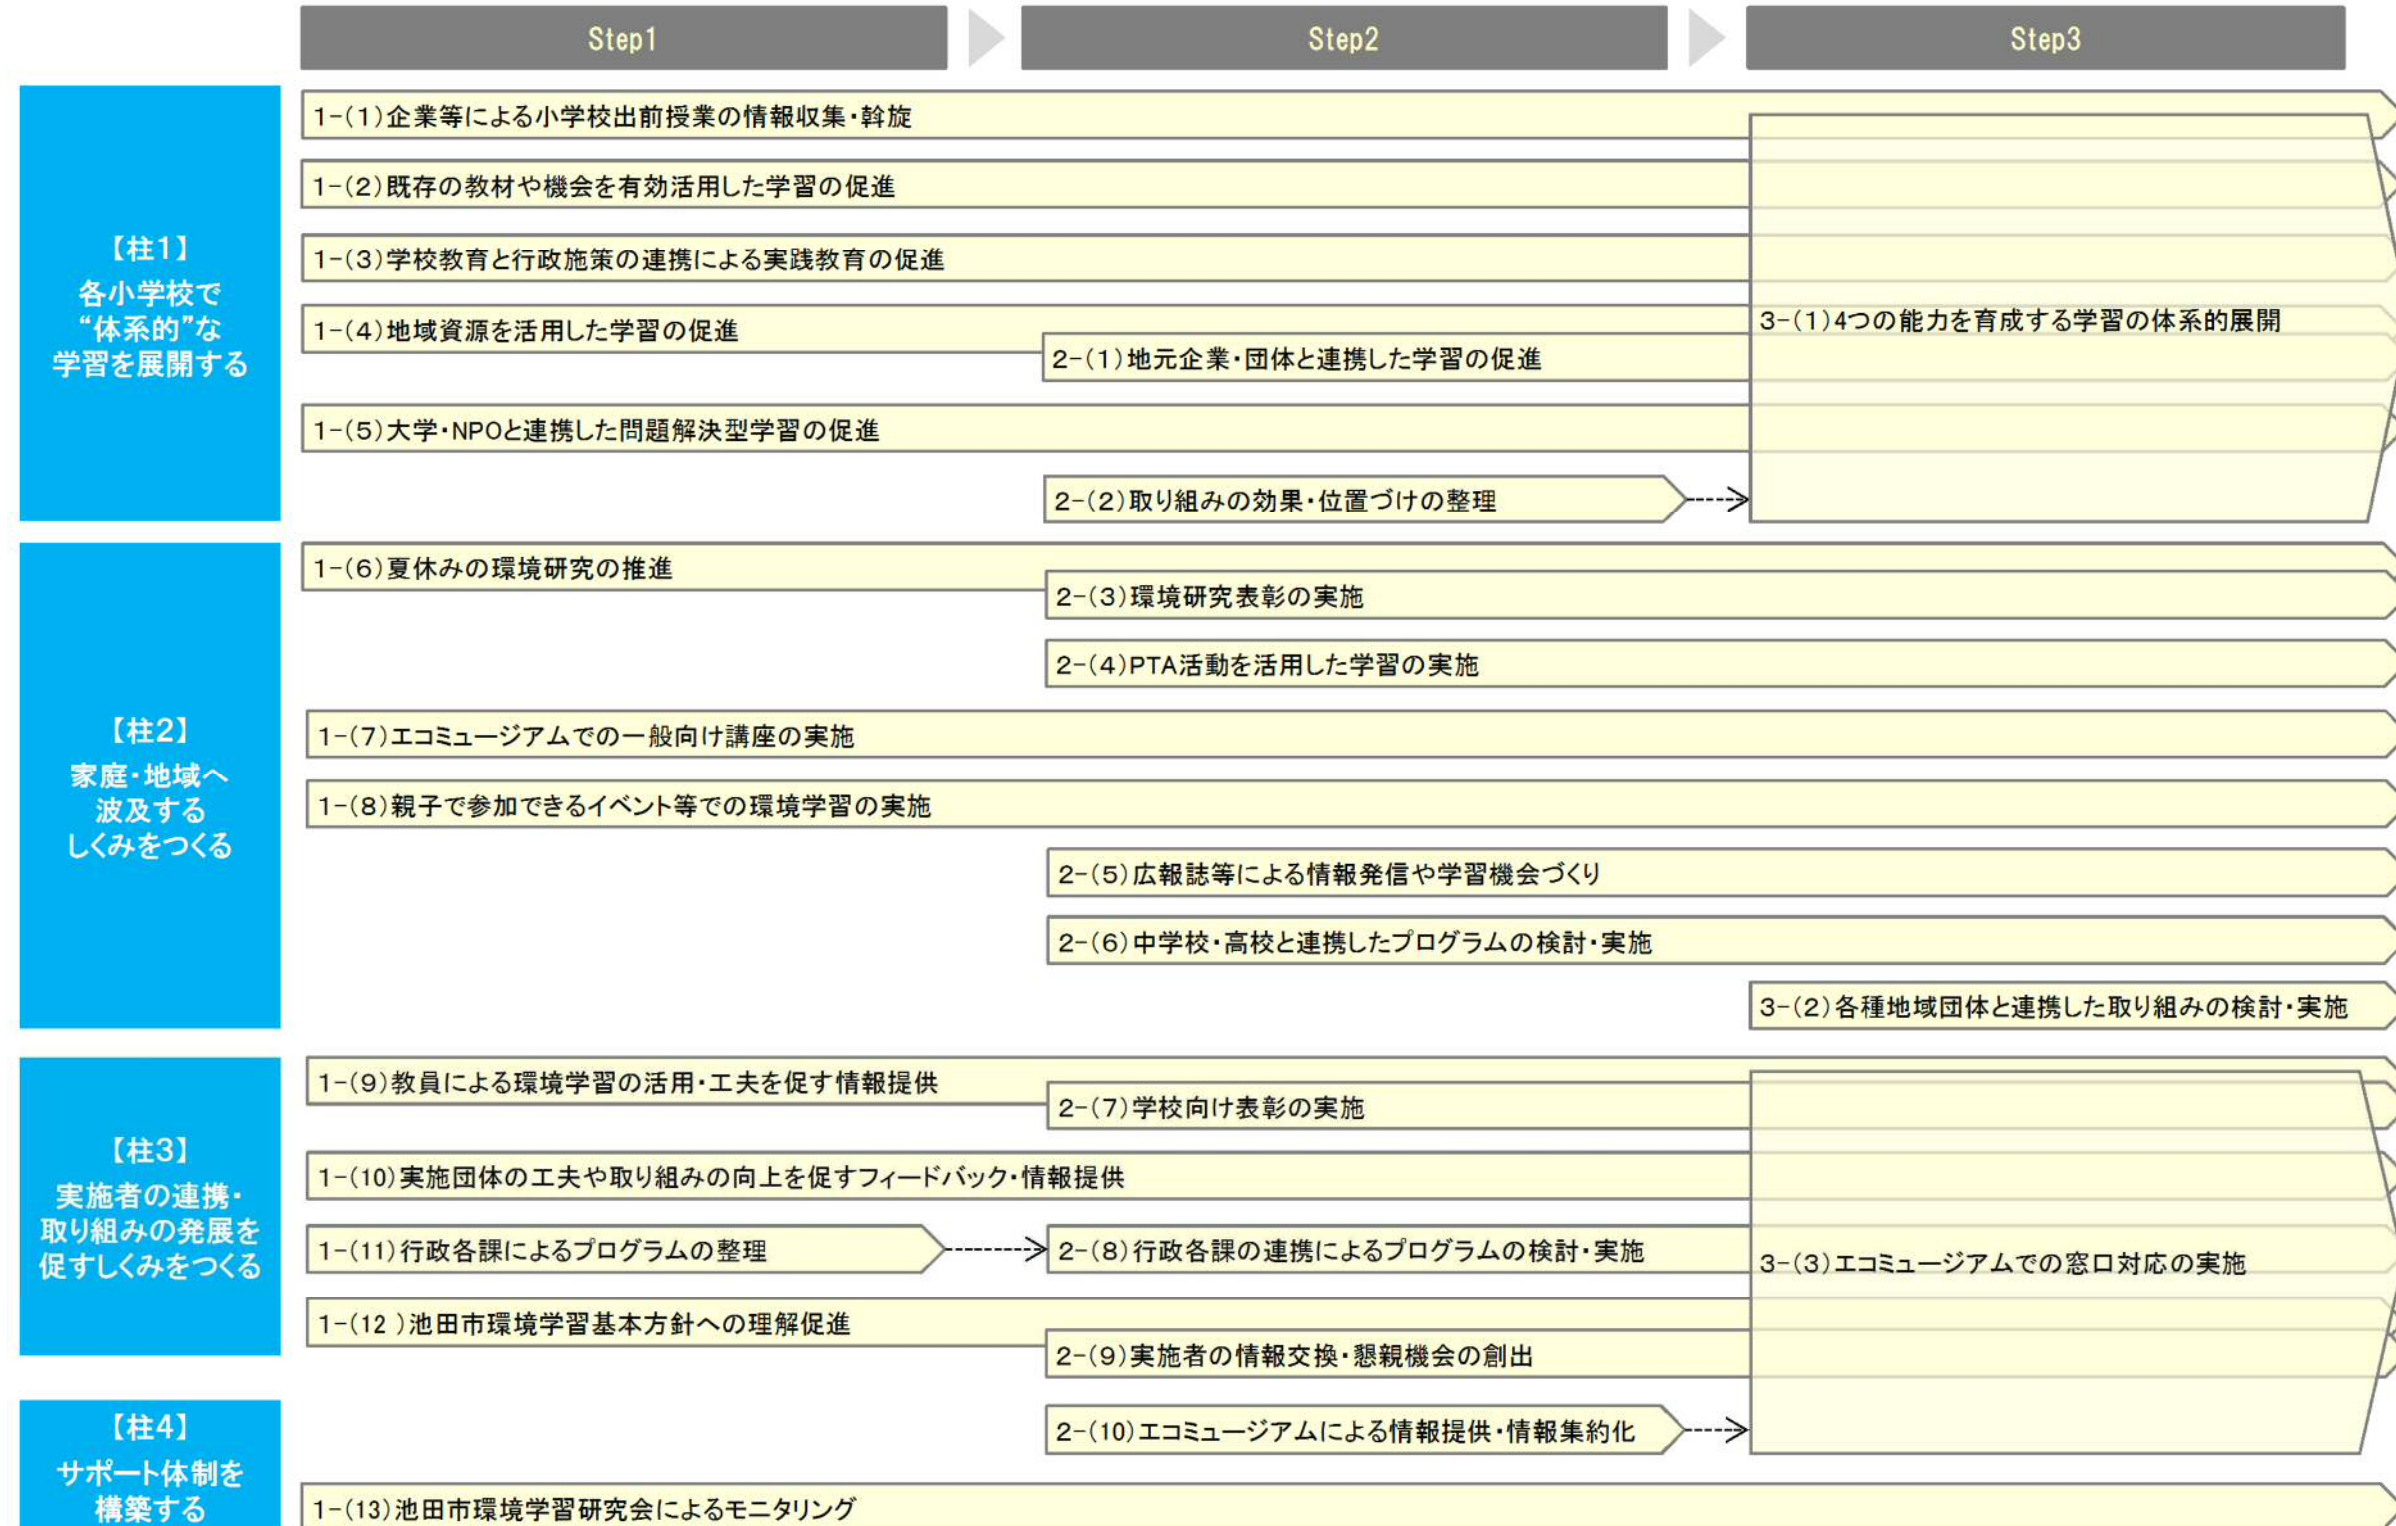 Step1
Step2
Step3
【柱1】
各小学校で
“体系的”な
学習を展開する
1-(1)企業等による小学校出前授業の情報収集・斡旋
1-(2)既存の教材や機会を有効活用した学習の促進
1-(3)学校教育と行政施策の連携による実践教育の促進
1-(4)地域資源を活用した学習の促進
2-(1)地元企業・団体と連携した学習の促進
1-(5)大学・NPOと連携した問題解決型学習の促進
2-(2)取り組みの効果・位置づけの整理
3-(1)4つの能力を育成する学習の体系的展開
【柱2】
家庭・地域へ
波及する
しくみをつくる
1-(6)夏休みの環境研究の推進
2-(3)環境研究表彰の実施
2-(4)PTA活動を活用した学習の実施
1-(7)エコミュージアムでの一般向け講座の実施
1-(8)親子で参加できるイベント等での環境学習の実施
2-(5)広報誌等による情報発信や学習機会づくり
2-(6)中学校・高校と連携したプログラムの検討・実施
3-(2)各種地域団体と連携した取り組みの検討・実施
【柱3】
実施者の連携・
取り組みの発展を
促すしくみをつくる
1-(9)教員による環境学習の活用・工夫を促す情報提供
2-(7)学校向け表彰の実施
1-(10)実施団体の工夫や取り組みの向上を促すフィードバック・情報提供
1-(11)行政各課によるプログラムの整理
2-(8)行政各課の連携によるプログラムの検討・実施
3-(3)エコミュージアムでの窓口対応の実施
1-(12 )池田市環境学習基本方針への理解促進
2-(9)実施者の情報交換・懇親機会の創出
【柱4】
サポート体制を
構築する
2-(10)エコミュージアムによる情報提供・情報集約化
1-(13)池田市環境学習研究会によるモニタリング